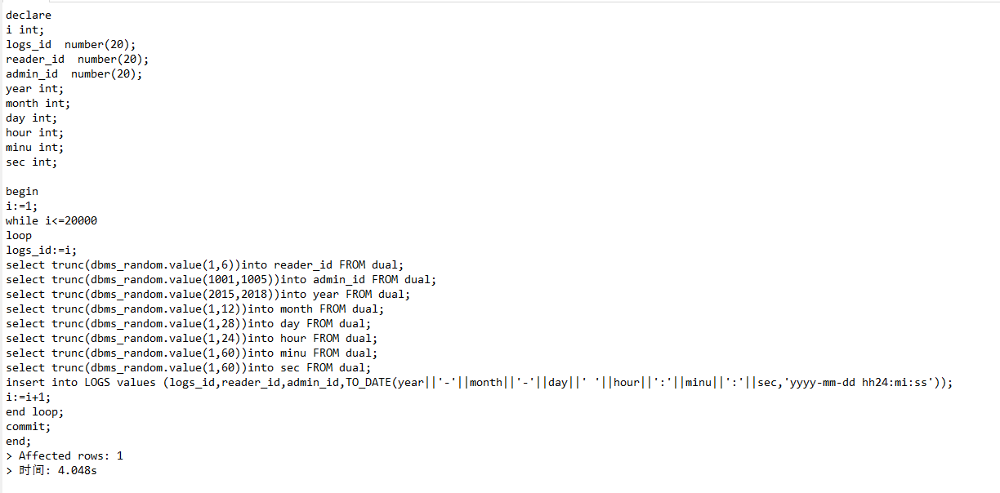 declare
i int;
logs_id  number(20);
reader_id  number(20);
admin_id  number(20);
year int;
month int;
day int;
hour int;
minu int;
sec int;

begin
i:=1;
while i<=20000
loop
logs_id:=i;
select trunc(dbms_random.value(1,6))into reader_id FROM dual;
select trunc(dbms_random.value(1001,1005))into admin_id FROM dual;
select trunc(dbms_random.value(2015,2018))into year FROM dual;
select trunc(dbms_random.value(1,12))into month FROM dual;
select trunc(dbms_random.value(1,28))into day FROM dual;
select trunc(dbms_random.value(1,24))into hour FROM dual;
select trunc(dbms_random.value(1,60))into minu FROM dual;
select trunc(dbms_random.value(1,60))into sec FROM dual;
insert into LOGS values (logs_id,reader_id,admin_id,TO_DATE(year||'-'||month||'-'||day||' '||hour||':'||minu||':'||sec,'yyyy-mm-dd hh24:mi:ss'));
i:=i+1;
end loop;
commit;
end;
> Affected rows: 1
> 时间: 4.048s